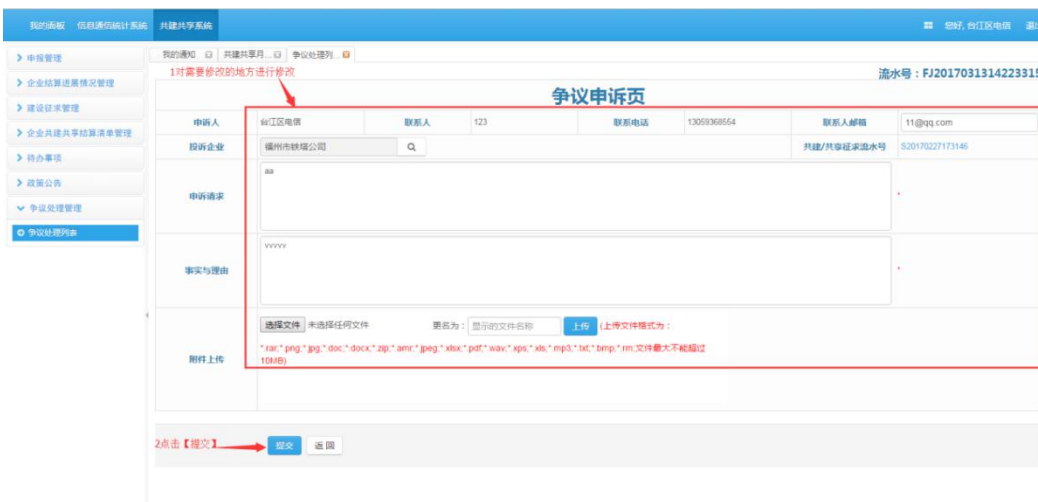 我的面板 信息通信统计系统 共建共享系统 您好,台江区电信 退出
申报管理
企业结算进展情况管理
建设征求管理
企业共建共享结算清单管理
待办事项
政策公告
争议处理管理
争议处理列表
我的通知 共建共享月... 争议处理列...
1对需要修改的地方进行修改
流水号：FJ2017031314223315
争议申诉页
申诉人 台江区电信 联系人 123 联系电话 13059368554 联系人邮箱 11@qq.com
投诉企业 福州市铁塔公司 共建/共享征求流水号 S20170227173146
申诉请求 aa *
事实与理由 vvvvv *
附件上传 选择文件 未选择任何文件 更名为： 显示的文件名称 上传 (上传文件格式为：
*.rar;*.png;*.jpg;*.doc;*.docx;*.zip;*.amr;*.jpeg;*.xlsx;*.pdf;*.wav;*.xps;*.xls;*.mp3;*.txt;*.bmp;*.rm;文件最大不能超过
10MB)
2点击【提交】 提交 返回